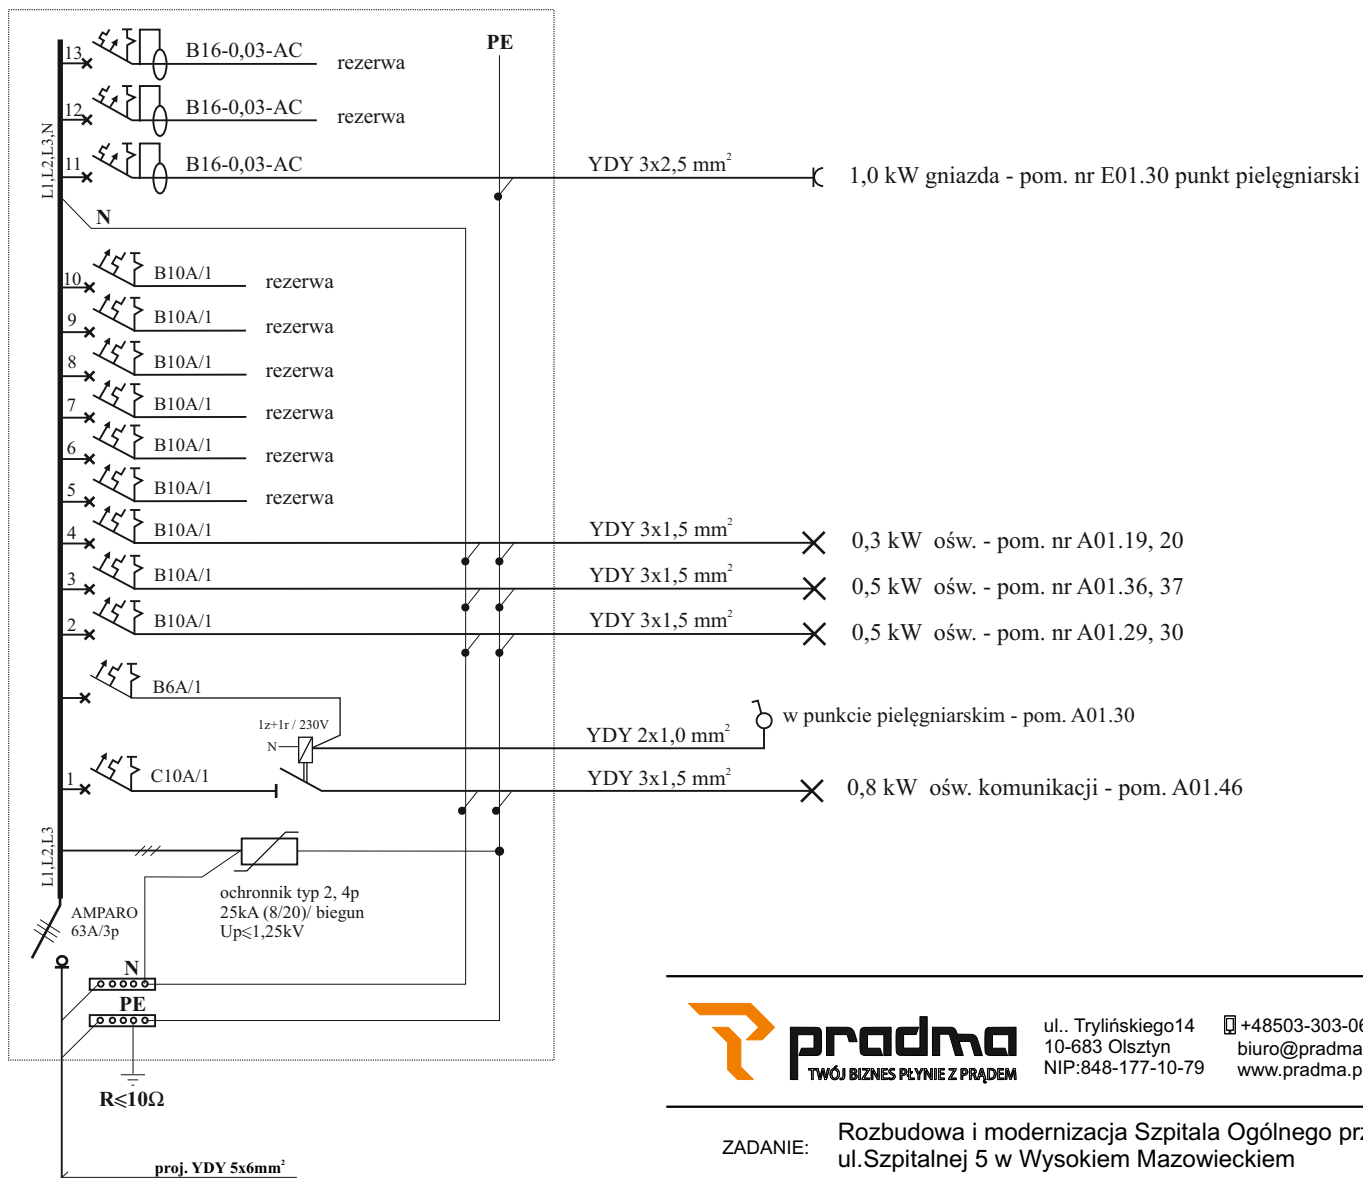 PE
13 B16-0,03-AC rezerwa
12 B16-0,03-AC rezerwa
L1,L2,L3,N
11 B16-0,03-AC YDY 3x2,5 mm² 1,0 kW gniazda - pom. nr E01.30 punkt pielęgniarski
N
10 B10A/1 rezerwa
9 B10A/1 rezerwa
8 B10A/1 rezerwa
7 B10A/1 rezerwa
6 B10A/1 rezerwa
5 B10A/1 rezerwa
4 B10A/1 YDY 3x1,5 mm² 0,3 kW ośw. - pom. nr A01.19, 20
3 B10A/1 YDY 3x1,5 mm² 0,5 kW ośw. - pom. nr A01.36, 37
2 B10A/1 YDY 3x1,5 mm² 0,5 kW ośw. - pom. nr A01.29, 30
B6A/1
1z+1r / 230V
N
YDY 2x1,0 mm² w punkcie pielęgniarskim - pom. A01.30
1 C10A/1 YDY 3x1,5 mm² 0,8 kW ośw. komunikacji - pom. A01.46
L1,L2,L3
ochronnik typ 2, 4p
25kA (8/20)/ biegun
Up≤1,25kV
AMPARO
63A/3p
N
PE
R≤10Ω
proj. YDY 5x6mm²
pradma
TWÓJ BIZNES PŁYNIE Z PRĄDEM
ul.. Trylińskiego14
10-683 Olsztyn
NIP:848-177-10-79
+48503-303-06
biuro@pradma
www.pradma.p
ZADANIE:
Rozbudowa i modernizacja Szpitala Ogólnego prz
ul.Szpitalnej 5 w Wysokiem Mazowieckiem